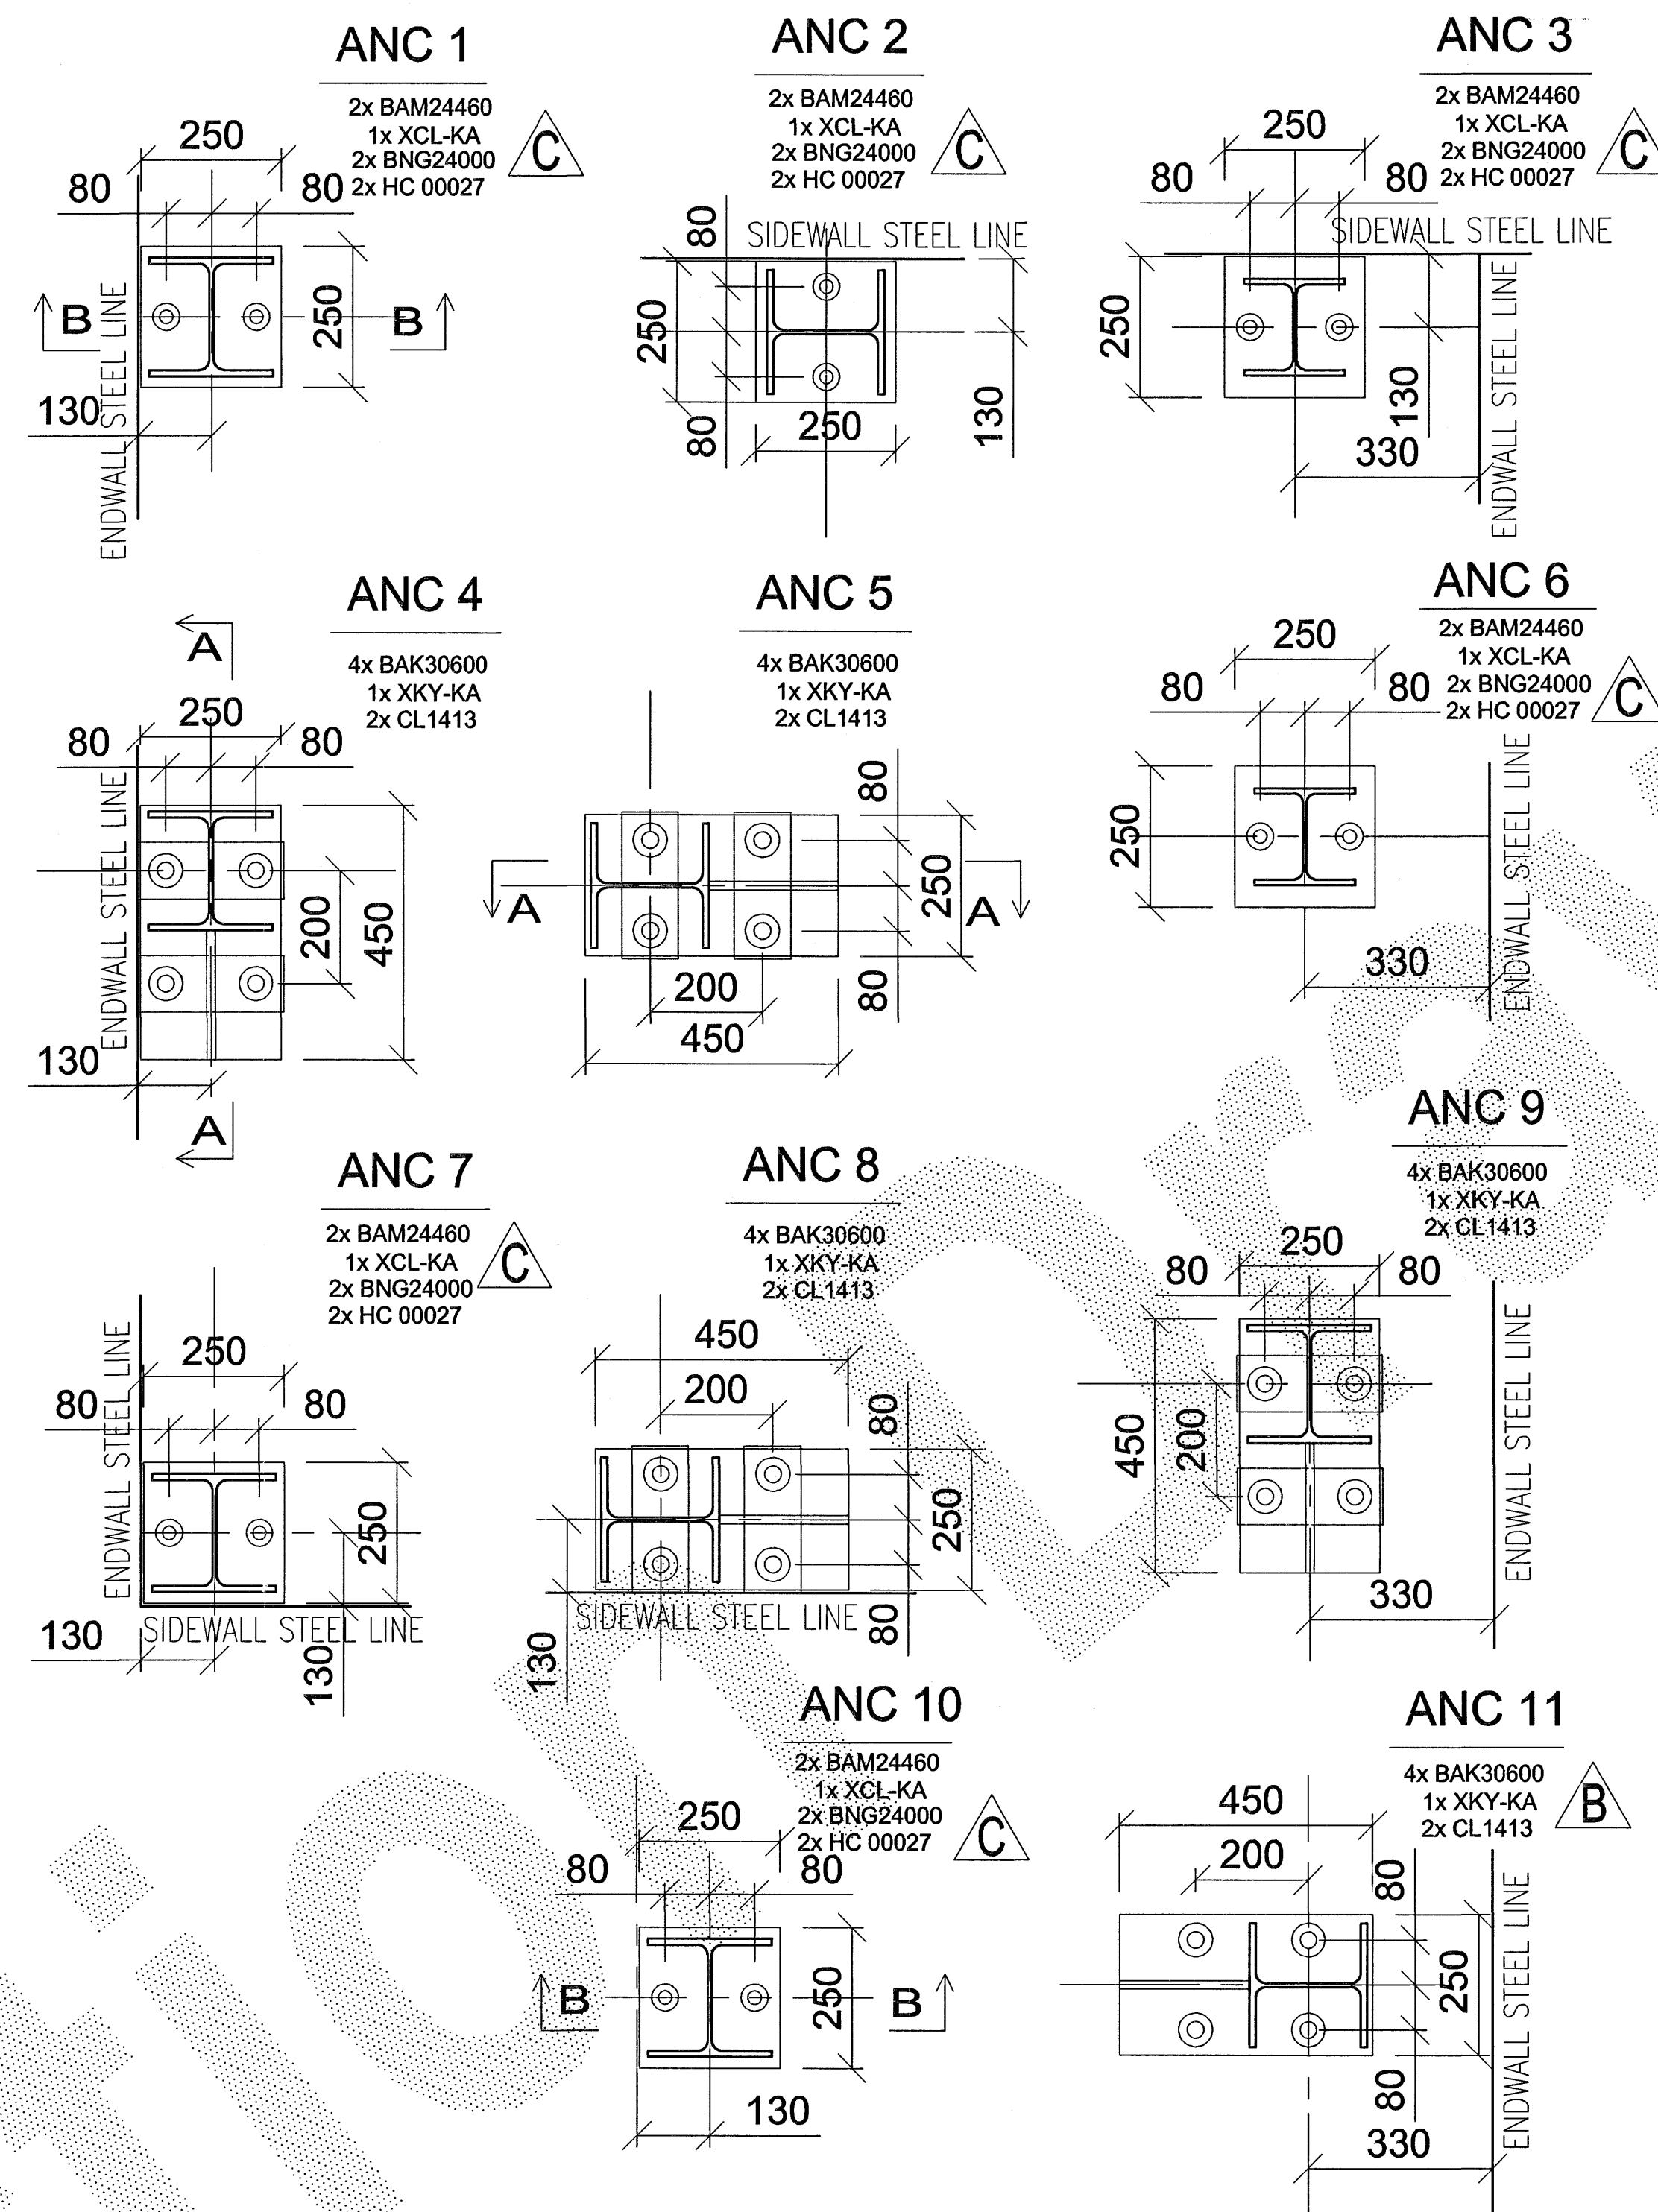 ANC 1
2x BAM24460
1x XCL-KA
2x BNG24000
2x HC 00027
C
250
80
80
250
B
B
130
ENDWALL STEEL LINE
ANC 2
2x BAM24460
1x XCL-KA
2x BNG24000
2x HC 00027
C
SIDEWALL STEEL LINE
80
250
80
250
130
ANC 3
2x BAM24460
1x XCL-KA
2x BNG24000
2x HC 00027
C
250
80
80
SIDEWALL STEEL LINE
250
130
330
ENDWALL STEEL LINE
ANC 4
4x BAK30600
1x XKY-KA
2x CL1413
A
250
80
80
200
450
130
A
ENDWALL STEEL LINE
ANC 5
4x BAK30600
1x XKY-KA
2x CL1413
80
250
80
A
A
200
450
ANC 6
2x BAM24460
1x XCL-KA
2x BNG24000
2x HC 00027
C
250
80
80
250
330
ENDWALL STEEL LINE
ANC 7
2x BAM24460
1x XCL-KA
2x BNG24000
2x HC 00027
C
250
80
80
250
ENDWALL STEEL LINE
SIDEWALL STEEL LINE
130
130
ANC 8
4x BAK30600
1x XKY-KA
2x CL1413
450
200
80
250
80
SIDEWALL STEEL LINE
130
ANC 9
4x BAK30600
1x XKY-KA
2x CL1413
250
80
80
450
200
330
ENDWALL STEEL LINE
ANC 10
2x BAM24460
1x XCL-KA
2x BNG24000
2x HC 00027
C
250
80
80
250
B
B
130
ANC 11
4x BAK30600
1x XKY-KA
2x CL1413
B
450
200
80
250
80
330
ENDWALL STEEL LINE